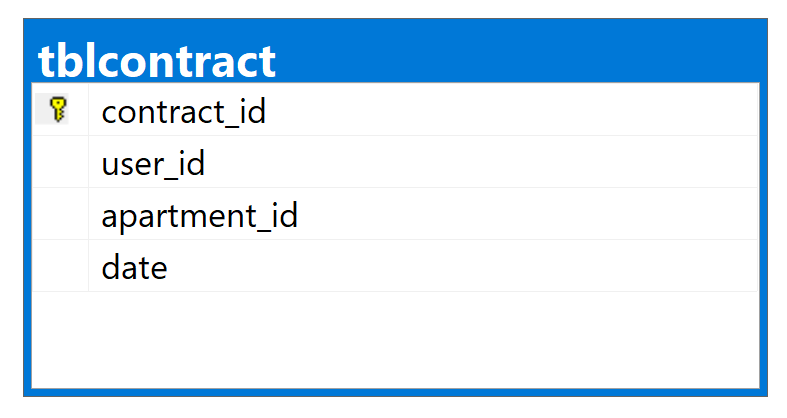 tblcontract
contract_id
user_id
apartment_id
date